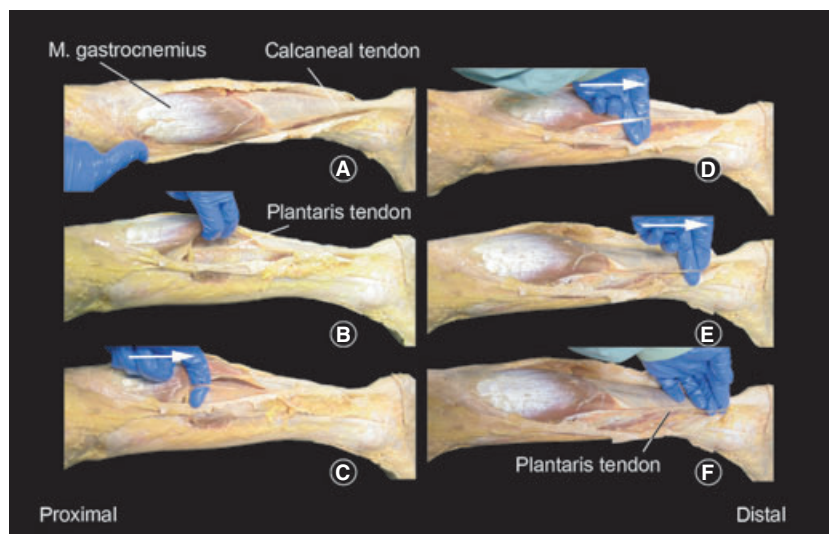 M. gastrocnemius
Calcaneal tendon
A
Plantaris tendon
B
C
D
E
Plantaris tendon
F
Proximal
Distal